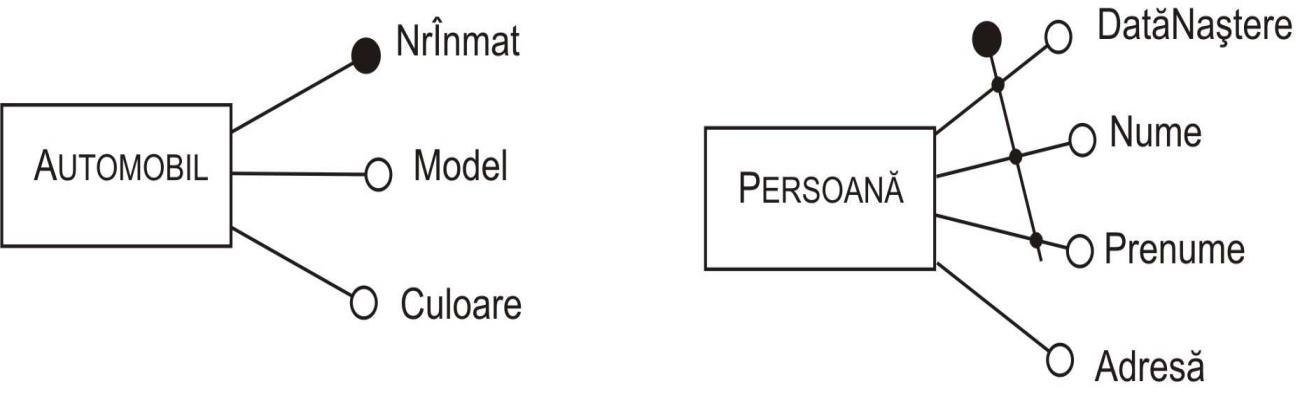 AUTOMOBIL
NrÎnmat
Model
Culoare
PERSOANĂ
DatăNaştere
Nume
Prenume
Adresă